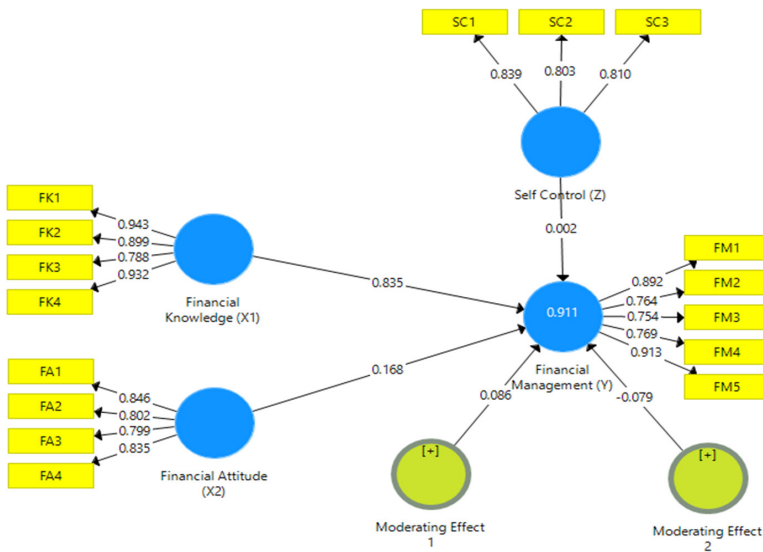 SC1
SC2
SC3
0.839
0.803
0.810
Self Control (Z)
0.002
FK1
FK2
FK3
FK4
0.943
0.899
0.788
0.932
Financial
Knowledge (X1)
0.835
FA1
FA2
FA3
FA4
0.846
0.802
0.799
0.835
Financial Attitude
(X2)
0.168
0.911
Financial
Management (Y)
0.892
0.764
0.754
0.769
0.913
FM1
FM2
FM3
FM4
FM5
0.086
-0.079
[+]
Moderating Effect
1
[+]
Moderating Effect
2